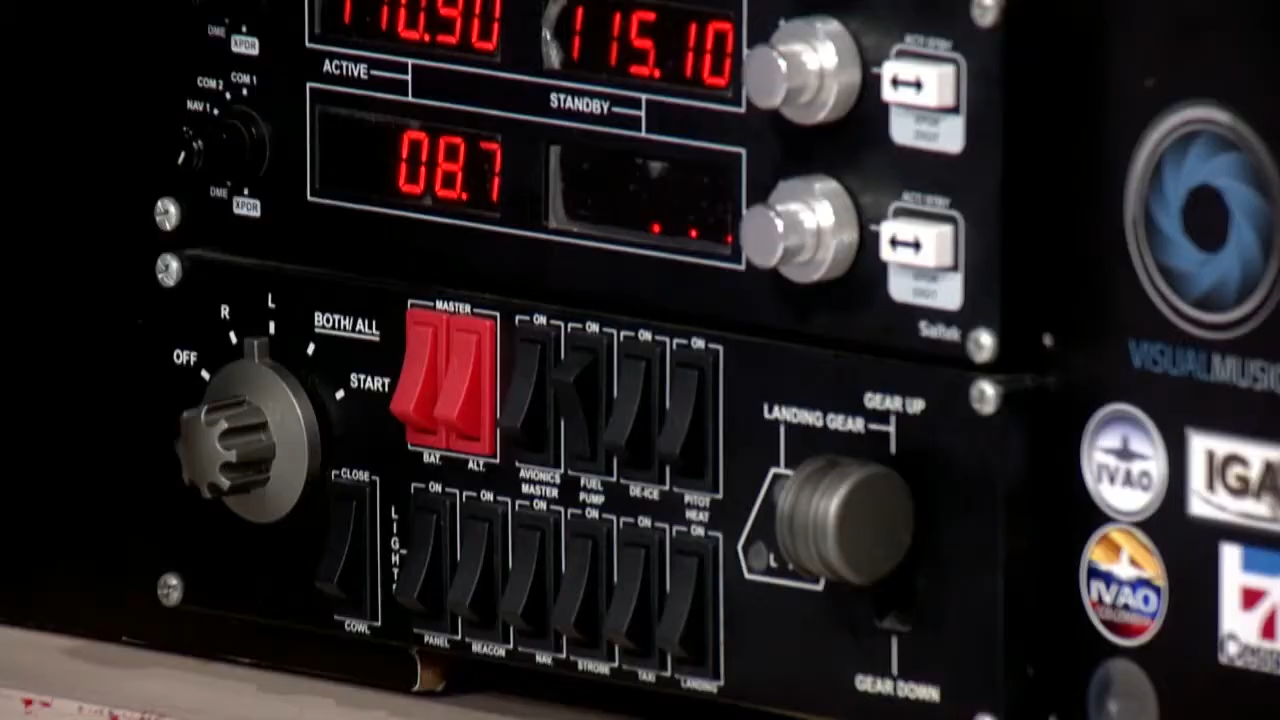 110.90
115.10
DME
XPDR
ACTIVE
STANDBY
COM 2
COM 1
NAV 1
08.7
DME
XPDR
Saitek
VISUALMUSIC
OFF
R
L
BOTH/ALL
START
MASTER
BAT.
ALT.
ON
ON
ON
ON
AVIONICS
MASTER
FUEL
PUMP
DE-ICE
PITOT
HEAT
LANDING GEAR
GEAR UP
GEAR DOWN
L
CLOSE
COWL
LIGHT
ON
ON
ON
ON
ON
ON
PANEL
BEACON
NAV.
STROBE
TAXI
LANDING
IVAO
IGA
IVAO
COLOMBIA